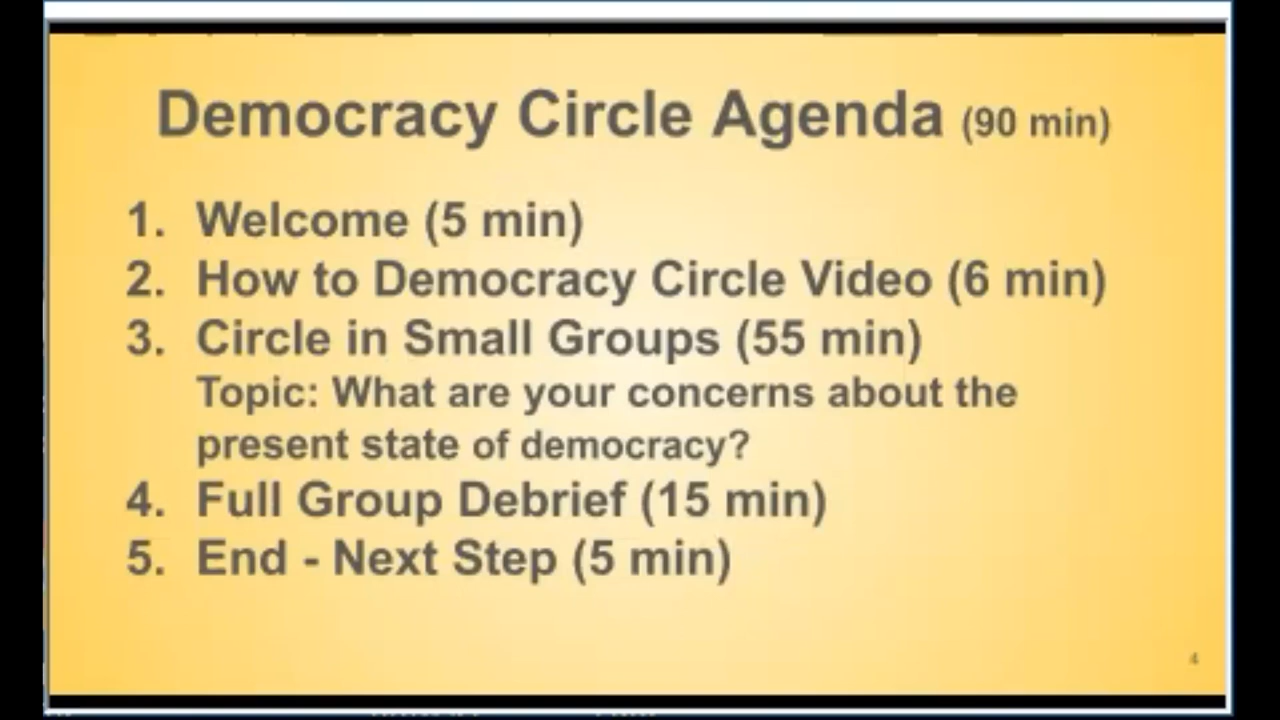 Democracy Circle Agenda (90 min)
1. Welcome (5 min)
2. How to Democracy Circle Video (6 min)
3. Circle in Small Groups (55 min)
Topic: What are your concerns about the
present state of democracy?
4. Full Group Debrief (15 min)
5. End - Next Step (5 min)
4